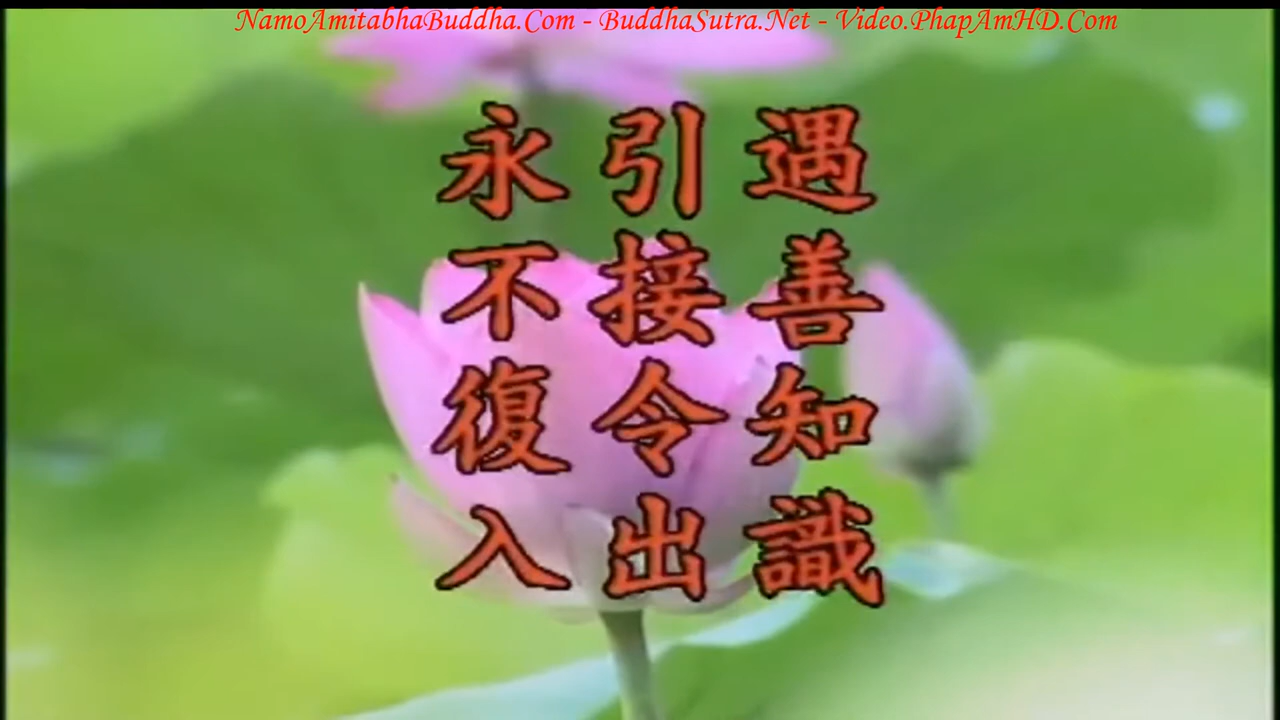 NamoAmitabhaBuddha.Com - BuddhaSutra.Net - Video.PhapAmHD.Com
遇善知識
引接令出
永不復入